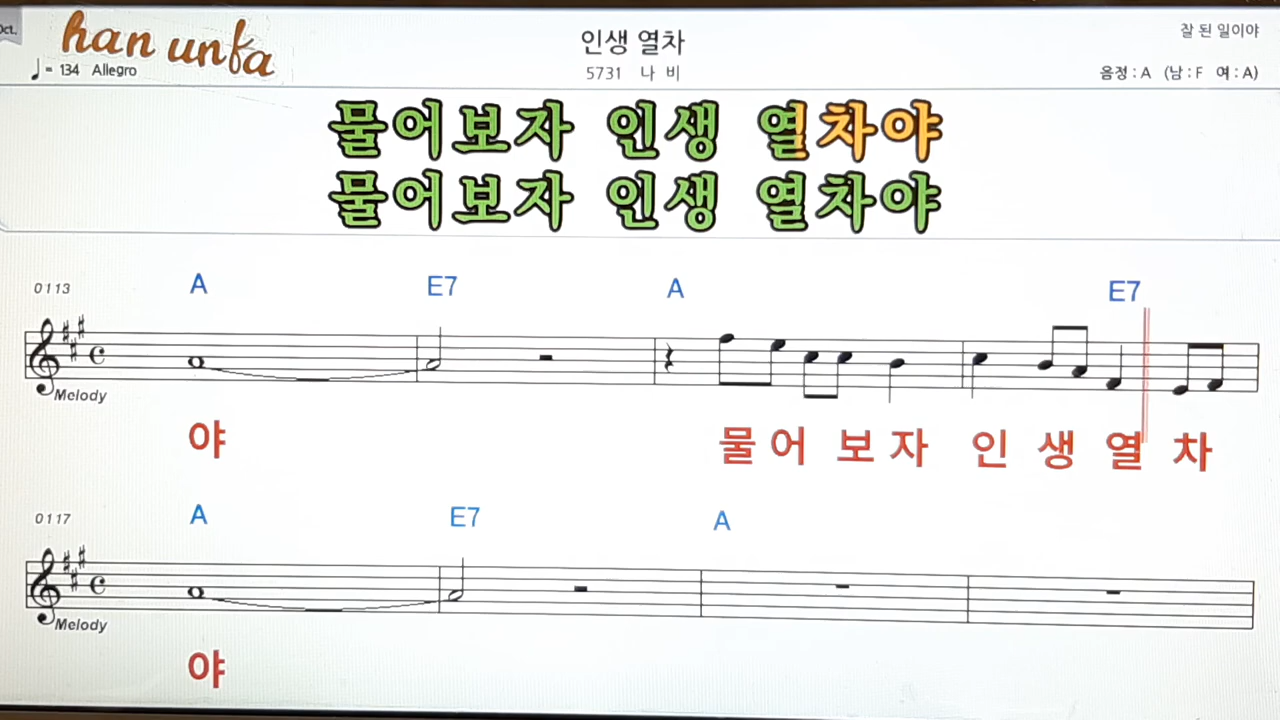 Oct.
han unfa
인생 열차
잘 된 일이야
♩= 134 Allegro
5731 나 비
음정 : A (남 : F 여 : A)
물어보자 인생 열차야
물어보자 인생 열차야
0113
A E7 A E7
Melody
야 물 어 보 자 인 생 열 차
0117
A E7 A
Melody
야